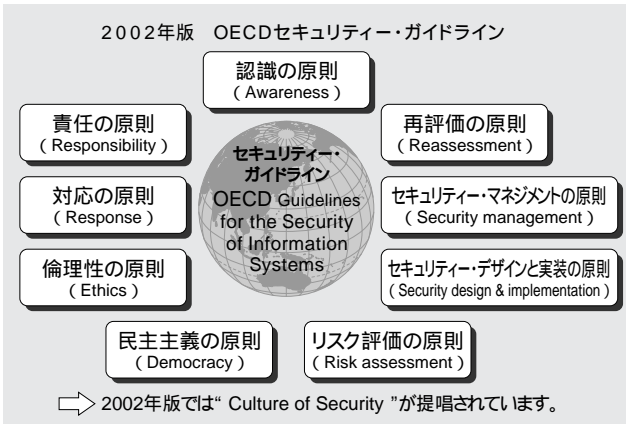 2002年版 OECDセキュリティー・ガイドライン
認識の原則
( Awareness )
責任の原則
( Responsibility )
再評価の原則
( Reassessment )
セキュリティー・
ガイドライン
OECD Guidelines
for the Security
of Information
Systems
対応の原則
( Response )
セキュリティー・マネジメントの原則
( Security management )
倫理性の原則
( Ethics )
セキュリティー・デザインと実装の原則
( Security design & implementation )
民主主義の原則
( Democracy )
リスク評価の原則
( Risk assessment )
2002年版では“ Culture of Security ”が提唱されています。